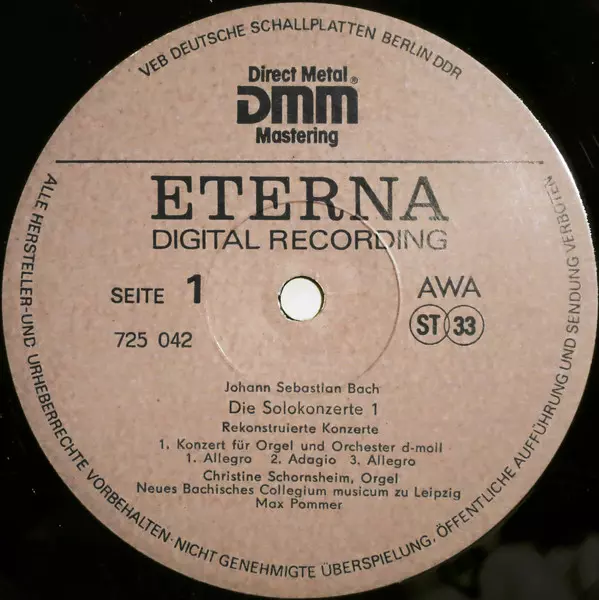 VEB DEUTSCHE SCHALLPLATTEN BERLIN DDR
Direct Metal®
DMM
Mastering
ETERNA
DIGITAL RECORDING
SEITE 1
AWA
725 042
ST 33
Johann Sebastian Bach
Die Solokonzerte 1
Rekonstruierte Konzerte
1. Konzert für Orgel und Orchester d-moll
1. Allegro 2. Adagio 3. Allegro
Christine Schornsheim, Orgel
Neues Bachisches Collegium musicum zu Leipzig
Max Pommer
ALLE HERSTELLER-UND URHEBERRECHTE VORBEHALTEN·NICHT GENEHMIGTE ÜBERSPIELUNG, ÖFFENTLICHE AUFFÜHRUNG UND SENDUNG VERBOTEN